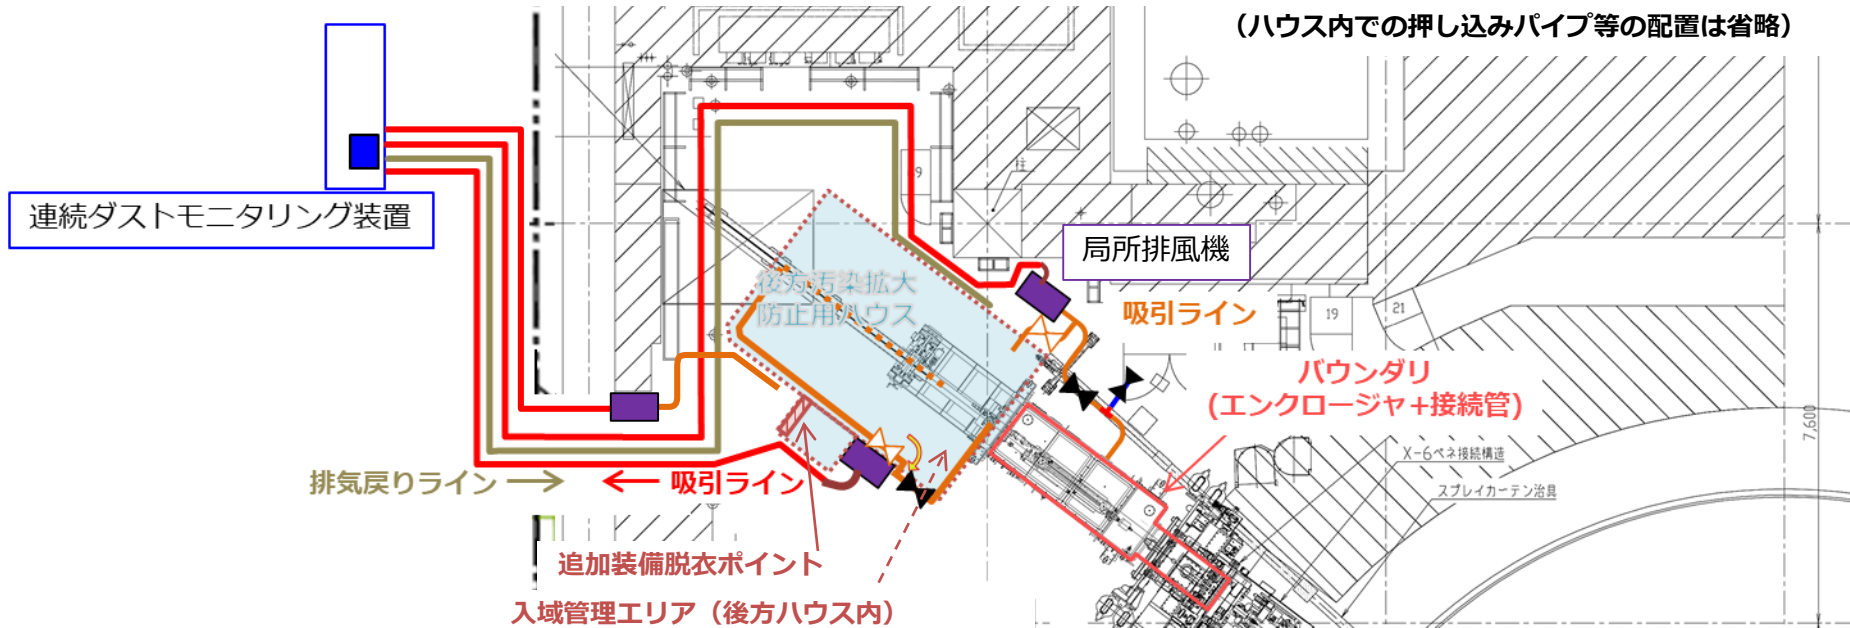 （ハウス内での押し込みパイプ等の配置は省略）
連続ダストモニタリング装置
局所排風機
後方汚染拡大
防止用ハウス
吸引ライン
19
21
バウンダリ
(エンクロージャ+接続管)
7,600
X-6ペネ接続構造
スプレイカーテン治具
排気戻りライン
吸引ライン
追加装備脱衣ポイント
入域管理エリア（後方ハウス内）